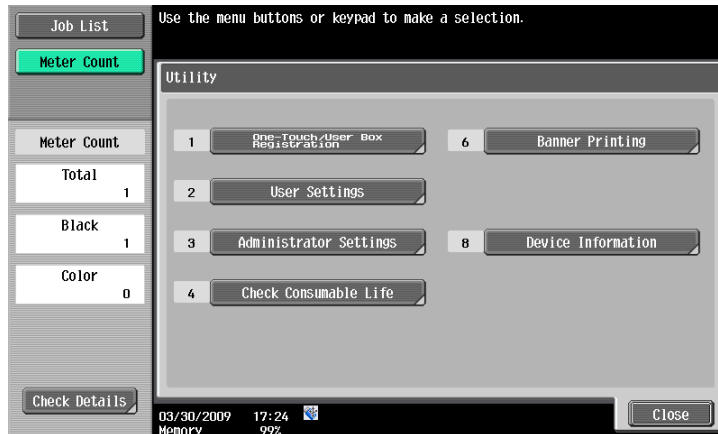 Job List
Use the menu buttons or keypad to make a selection.
Meter Count
Utility
Meter Count
Total
1
Black
1
Color
0
1 One-Touch/User Box
Registration
6 Banner Printing
2 User Settings
3 Administrator Settings
8 Device Information
4 Check Consumable Life
Check Details
03/30/2009 17:24
Memory 99%
Close